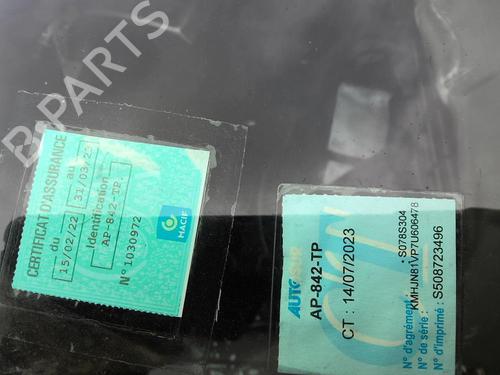 B-PARTS
CERTIFICAT D'ASSURANCE
du au
15/02/22 31/03/23
Identification
AP-842-TP
N° 1030972
MACIF
AUTO
AP-842-TP
CT : 14/07/2023
N° d'agrément : S078S304
N° de série : KMHJN81VP7U606478
N° d'imprimé : S508723496